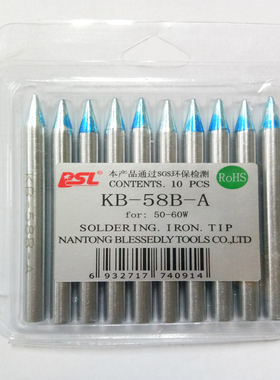 BSL 本产品通过SGS环保检测
CONTENTS. 10 PCS
RoHS
KB-58B-A
for: 50-60W
SOLDERING. IRON. TIP
NANTONG BLESSEDLY TOOLS CO.,LTD
6 932717 740914
KB-58B-A